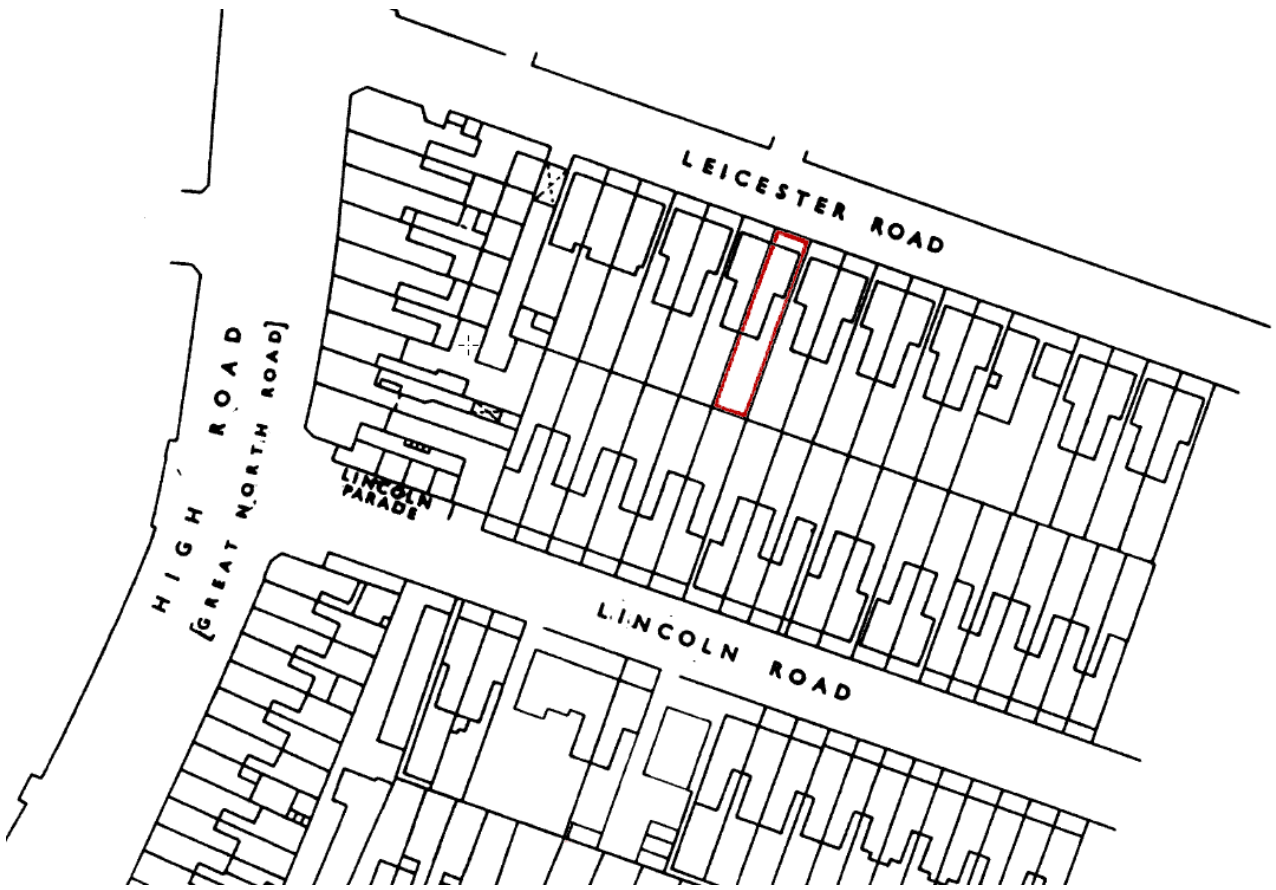 LEICESTER ROAD
HIGH ROAD
[GREAT NORTH ROAD]
LINCOLN
PARADE
LINCOLN ROAD